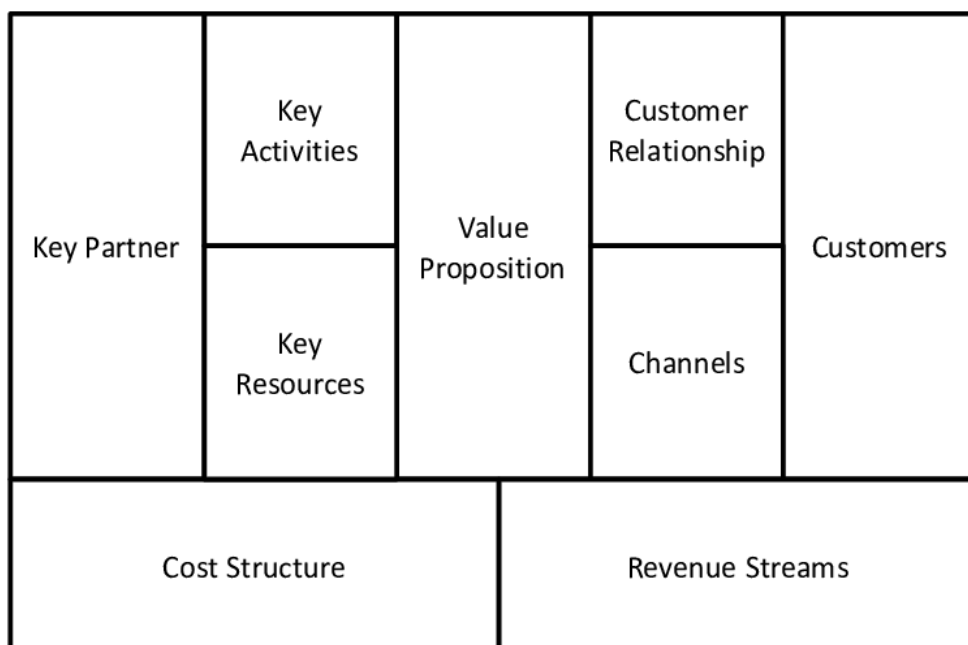 Key Partner
Key
Activities
Key
Resources
Value
Proposition
Customer
Relationship
Channels
Customers
Cost Structure
Revenue Streams